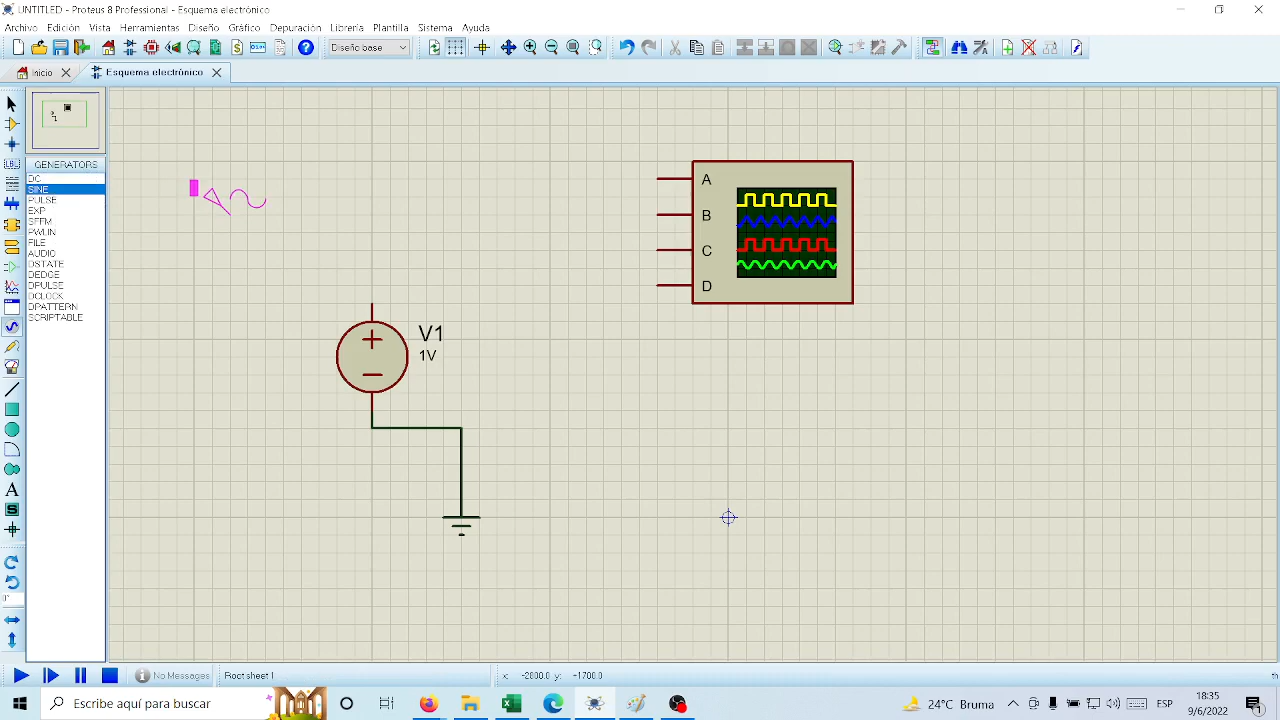 UNTITLED - Proteus 8 Professional - Esquema electrónico
Archivo Edición Vista Herramientas Diseño Gráfico Depuración Librería Plantilla Sistema Ayuda
Diseño base
Inicio
Esquema electrónico
GENERATORS
DC
SINE
PULSE
EXP
SFFM
PWLIN
FILE
AUDIO
DSTATE
DEDGE
DPULSE
DCLOCK
DPATTERN
SCRIPTABLE
A
B
C
D
V1
1V
No Messages
Root sheet 1
x: -2000.0 y: -1700.0
th
Escribe aquí para buscar
24°C Bruma
ESP
18:35
9/6/2022